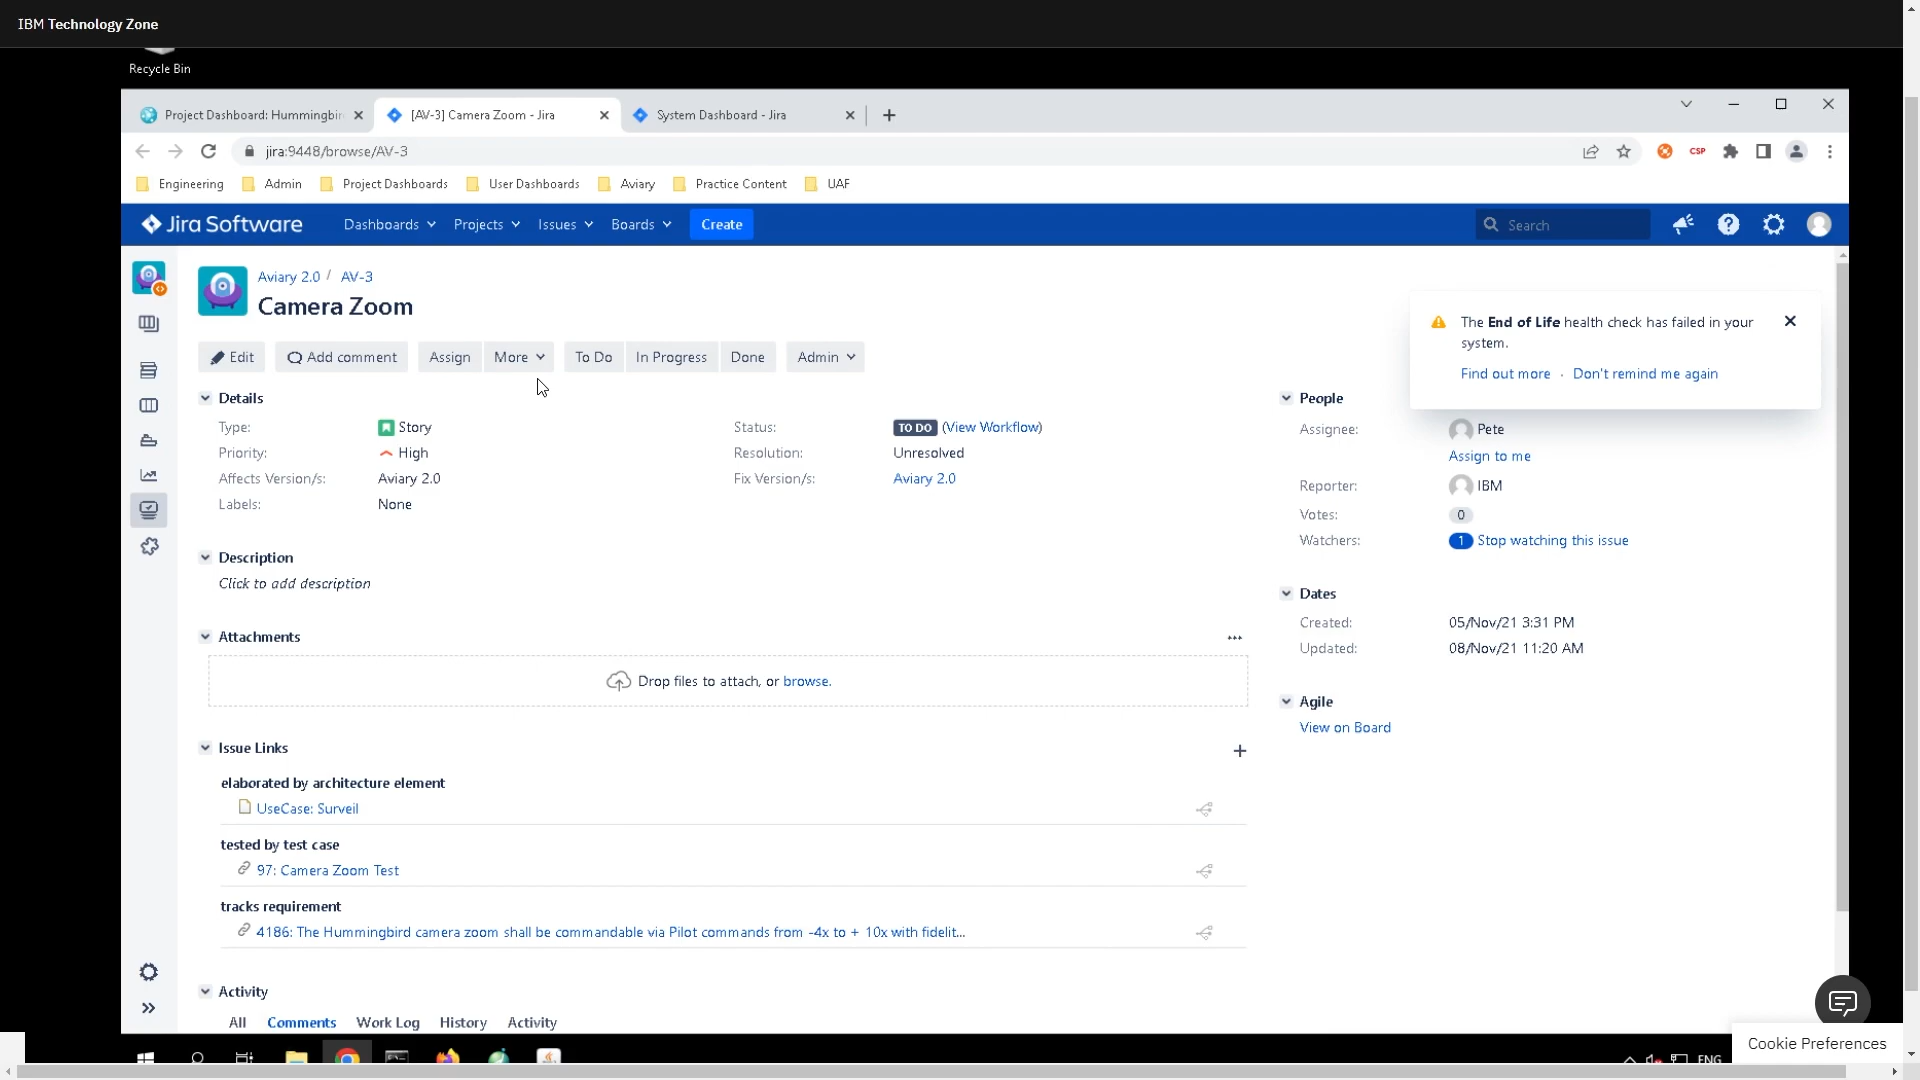 IBM Technology Zone
Recycle Bin
Project Dashboard: Hummingbir
[AV-3] Camera Zoom - Jira
System Dashboard - Jira
jira:9448/browse/AV-3
CSP
Engineering
Admin
Project Dashboards
User Dashboards
Aviary
Practice Content
UAF
Jira Software
Dashboards
Projects
Issues
Boards
Create
Search
Aviary 2.0 / AV-3
Camera Zoom
The End of Life health check has failed in your
system.
Find out more · Don't remind me again
Edit
Add comment
Assign
More
To Do
In Progress
Done
Admin
Details
Type: Story
Status: TO DO (View Workflow)
Priority: High
Resolution: Unresolved
Affects Version/s: Aviary 2.0
Fix Version/s: Aviary 2.0
Labels: None
People
Assignee: Pete
Assign to me
Reporter: IBM
Votes: 0
Watchers: 1 Stop watching this issue
Description
Click to add description
Dates
Created: 05/Nov/21 3:31 PM
Updated: 08/Nov/21 11:20 AM
Attachments
Drop files to attach, or browse.
Agile
View on Board
Issue Links
elaborated by architecture element
UseCase: Surveil
tested by test case
97: Camera Zoom Test
tracks requirement
4186: The Hummingbird camera zoom shall be commandable via Pilot commands from -4x to + 10x with fidelit...
Activity
All
Comments
Work Log
History
Activity
Cookie Preferences
ENG